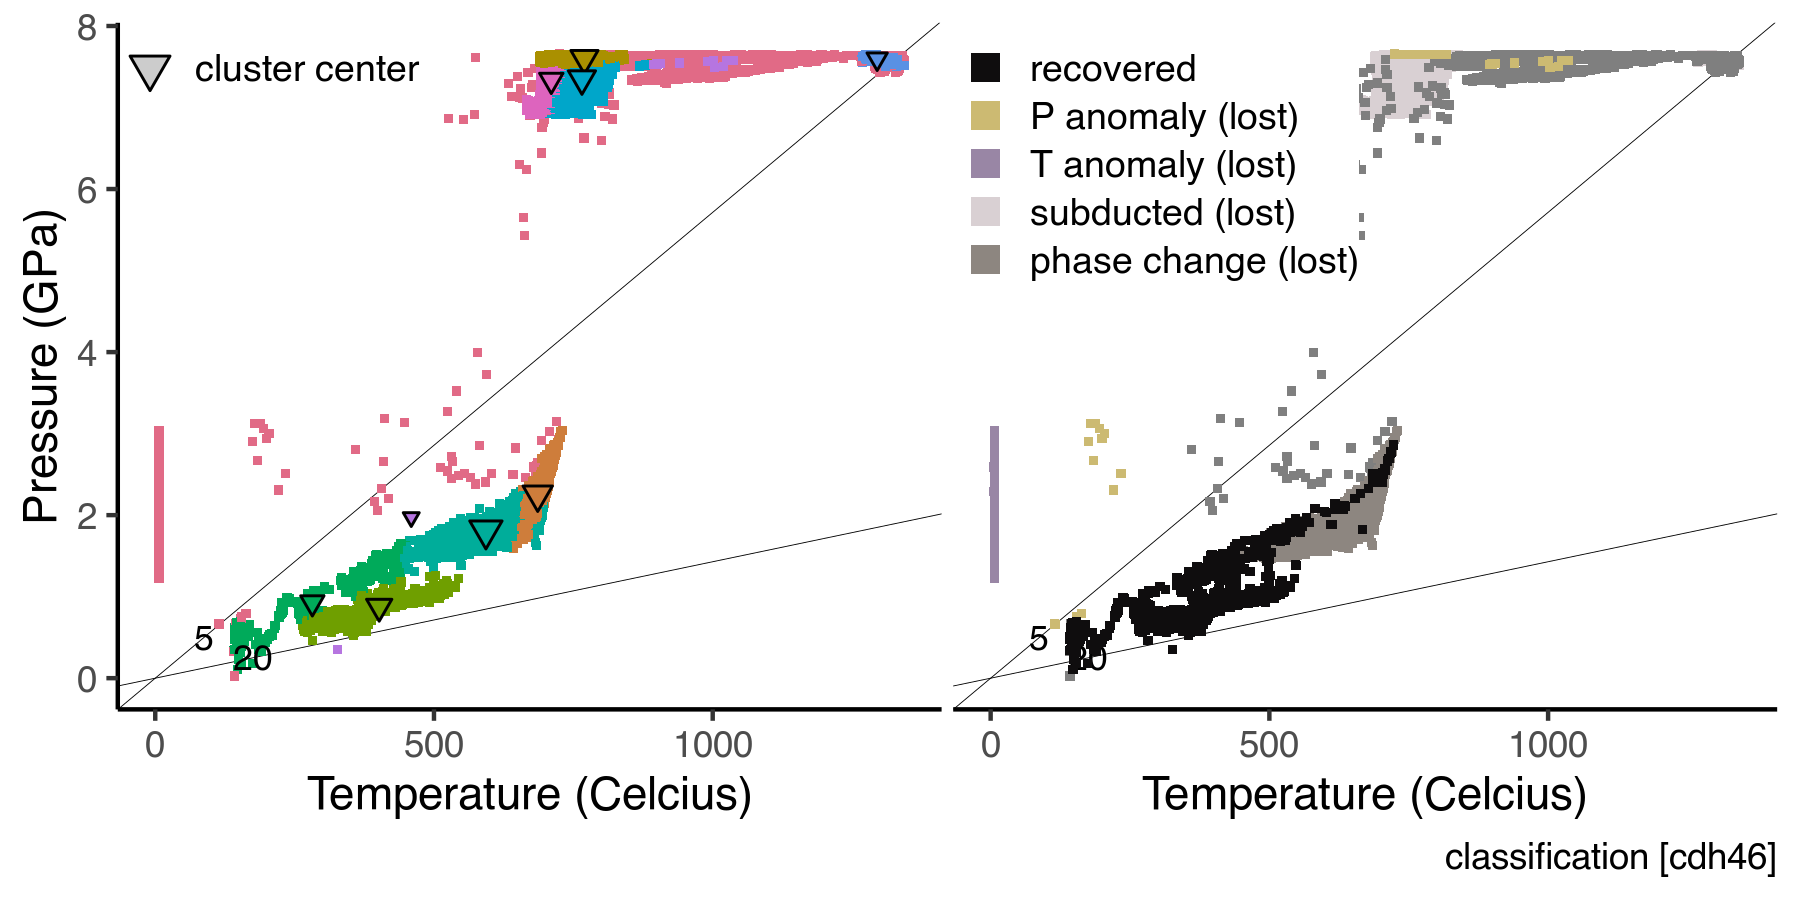 8
6
4
2
0
Pressure (GPa)
cluster center
5
20
0
500
1000
Temperature (Celcius)
recovered
P anomaly (lost)
T anomaly (lost)
subducted (lost)
phase change (lost)
5
20
0
500
1000
Temperature (Celcius)
classification [cdh46]